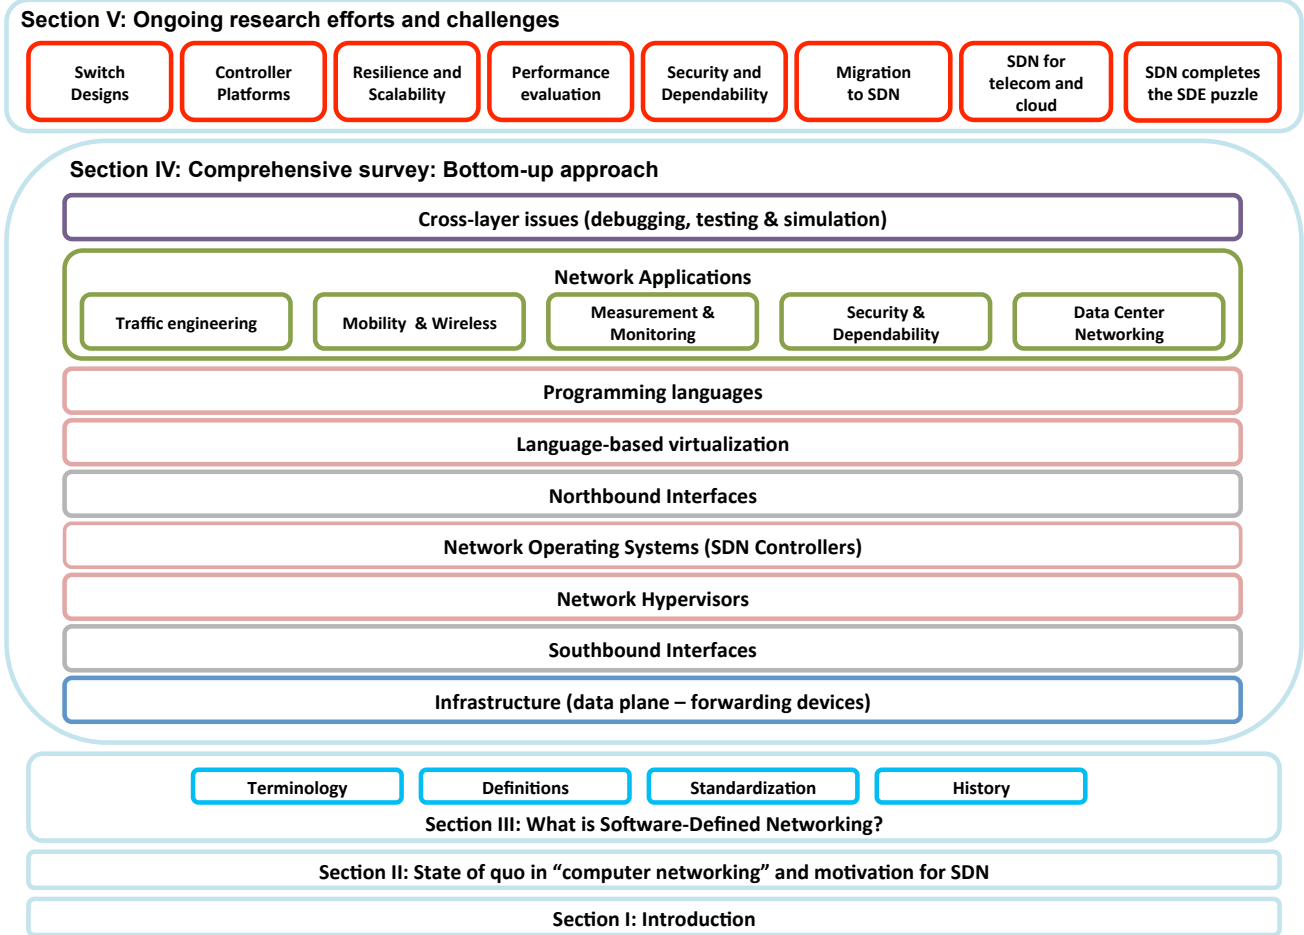 Section V: Ongoing research efforts and challenges
Switch
Designs
Controller
Platforms
Resilience and
Scalability
Performance
evaluation
Security and
Dependability
Migration
to SDN
SDN for
telecom and
cloud
SDN completes
the SDE puzzle
Section IV: Comprehensive survey: Bottom-up approach
Cross-layer issues (debugging, testing & simulation)
Network Applications
Traffic engineering
Mobility & Wireless
Measurement &
Monitoring
Security &
Dependability
Data Center
Networking
Programming languages
Language-based virtualization
Northbound Interfaces
Network Operating Systems (SDN Controllers)
Network Hypervisors
Southbound Interfaces
Infrastructure (data plane – forwarding devices)
Terminology
Definitions
Standardization
History
Section III: What is Software-Defined Networking?
Section II: State of quo in “computer networking” and motivation for SDN
Section I: Introduction